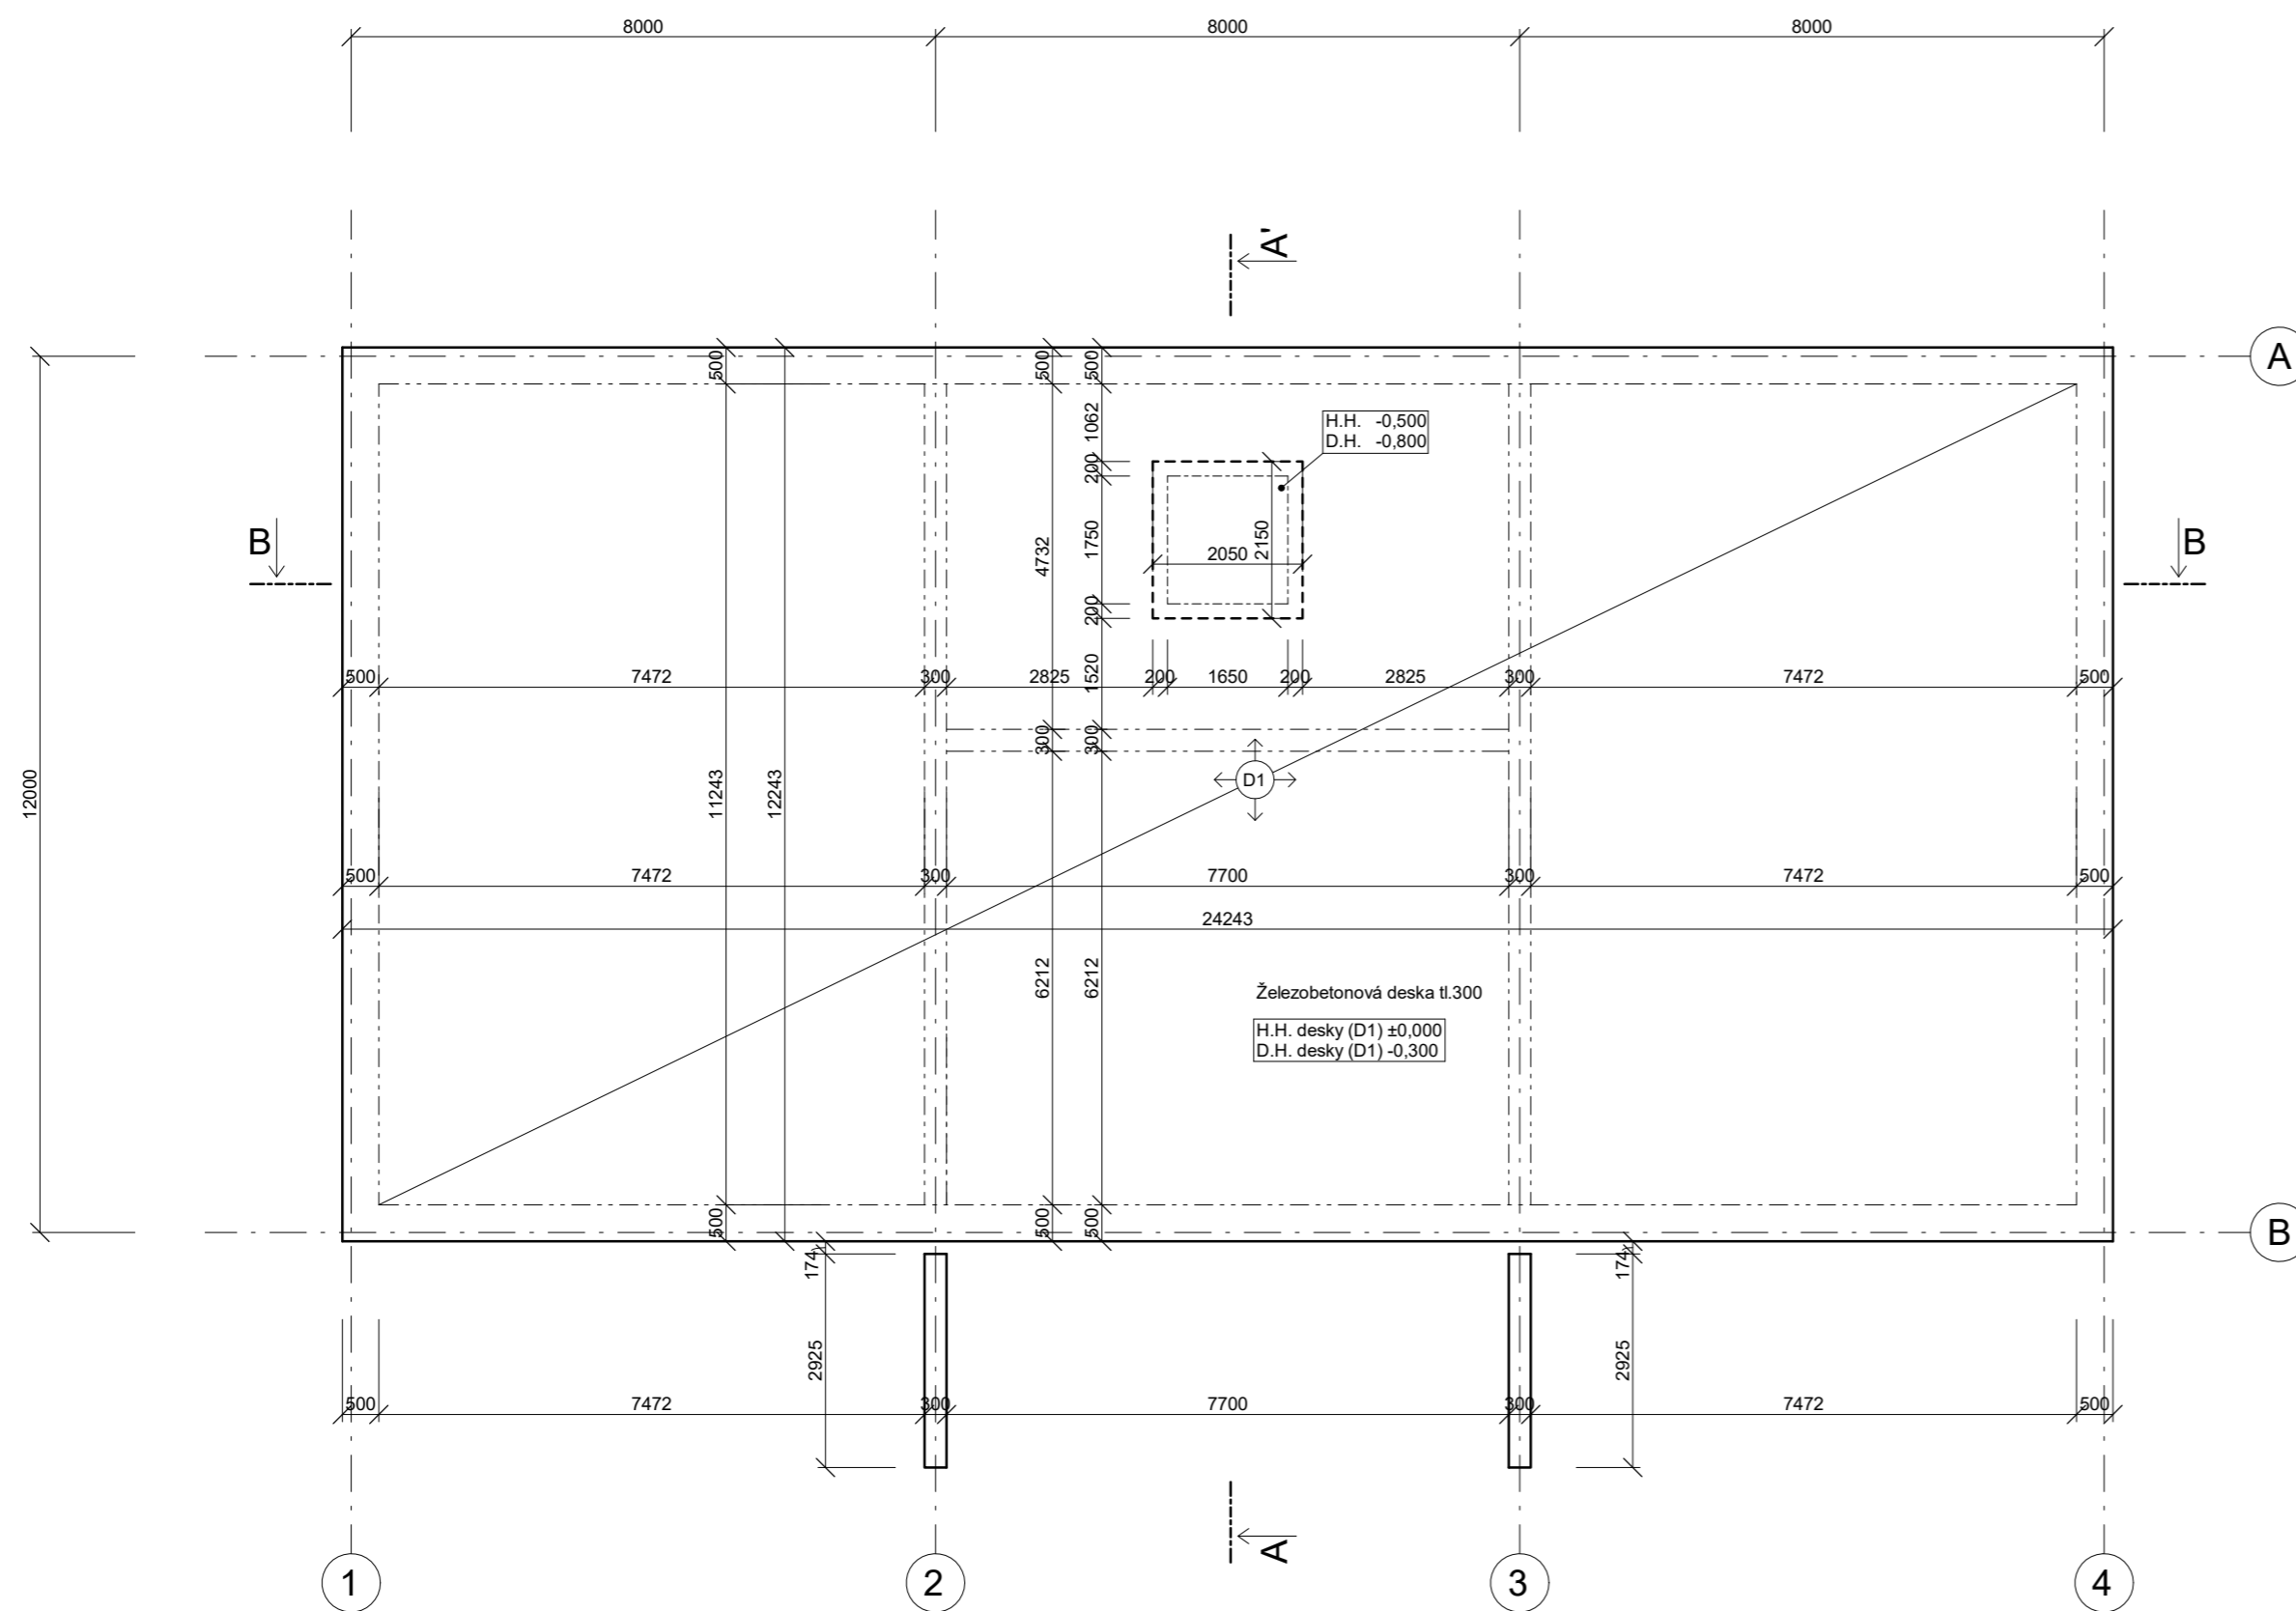 8000 8000 8000
A'
A
500 500 500
1062
H.H. -0,500
D.H. -0,800
200
B B
4732 1750 2050 2150
200
1520
500 7472 300 2825 200 1650 200 2825 300 7472 500
300 300
12000 11243 12243 D1
500 7472 300 7700 300 7472 500
24243
6212 6212
Železobetonová deska tl.300
H.H. desky (D1) ±0,000
D.H. desky (D1) -0,300
500 500 500
B
174 174
2925 2925
500 7472 300 7700 300 7472 500
A
1 2 3 4